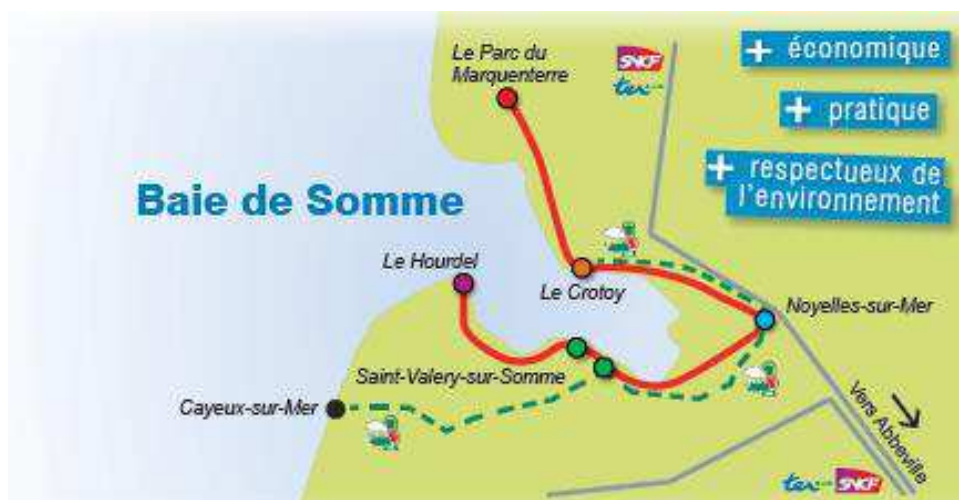 Le Parc du
Marquenterre
SNCF
ter
+ économique
+ pratique
+ respectueux de
l'environnement
Baie de Somme
Le Hourdel
Le Crotoy
Noyelles-sur-Mer
Saint-Valery-sur-Somme
Cayeux-sur-Mer
Vers Abbeville
ter SNCF